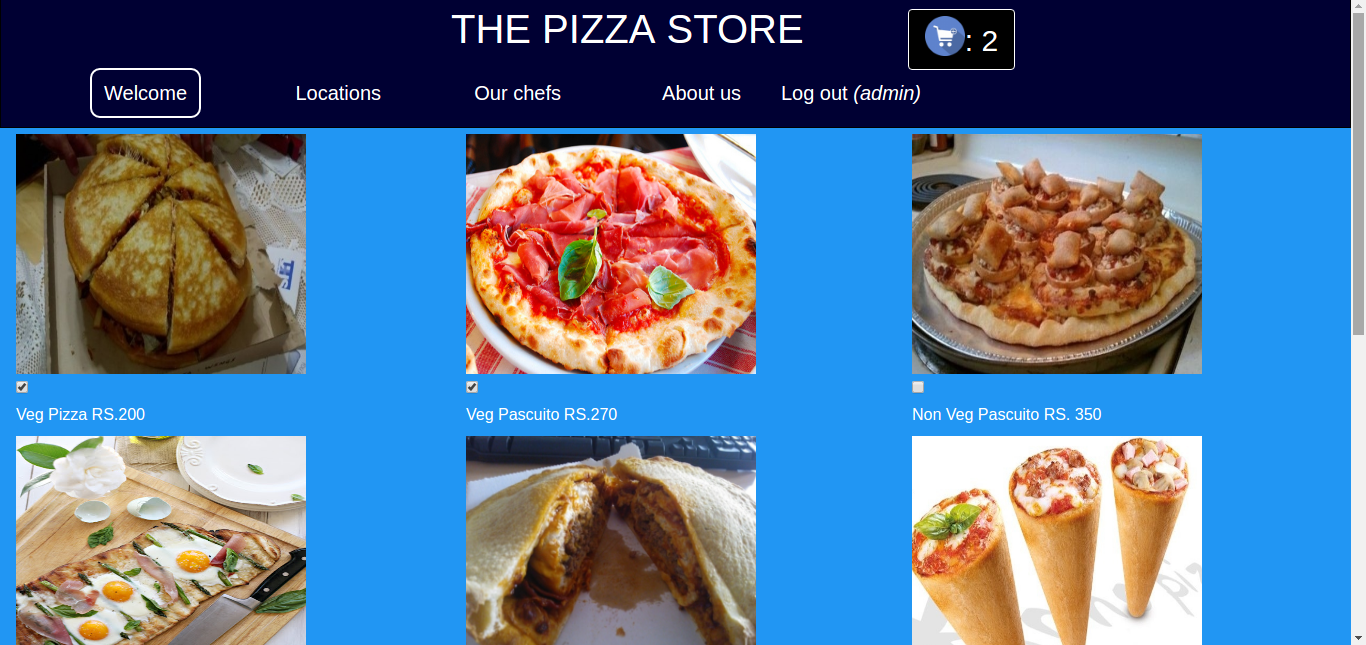 THE PIZZA STORE
: 2
Welcome
Locations
Our chefs
About us
Log out (admin)
Veg Pizza RS.200
Veg Pascuito RS.270
Non Veg Pascuito RS. 350